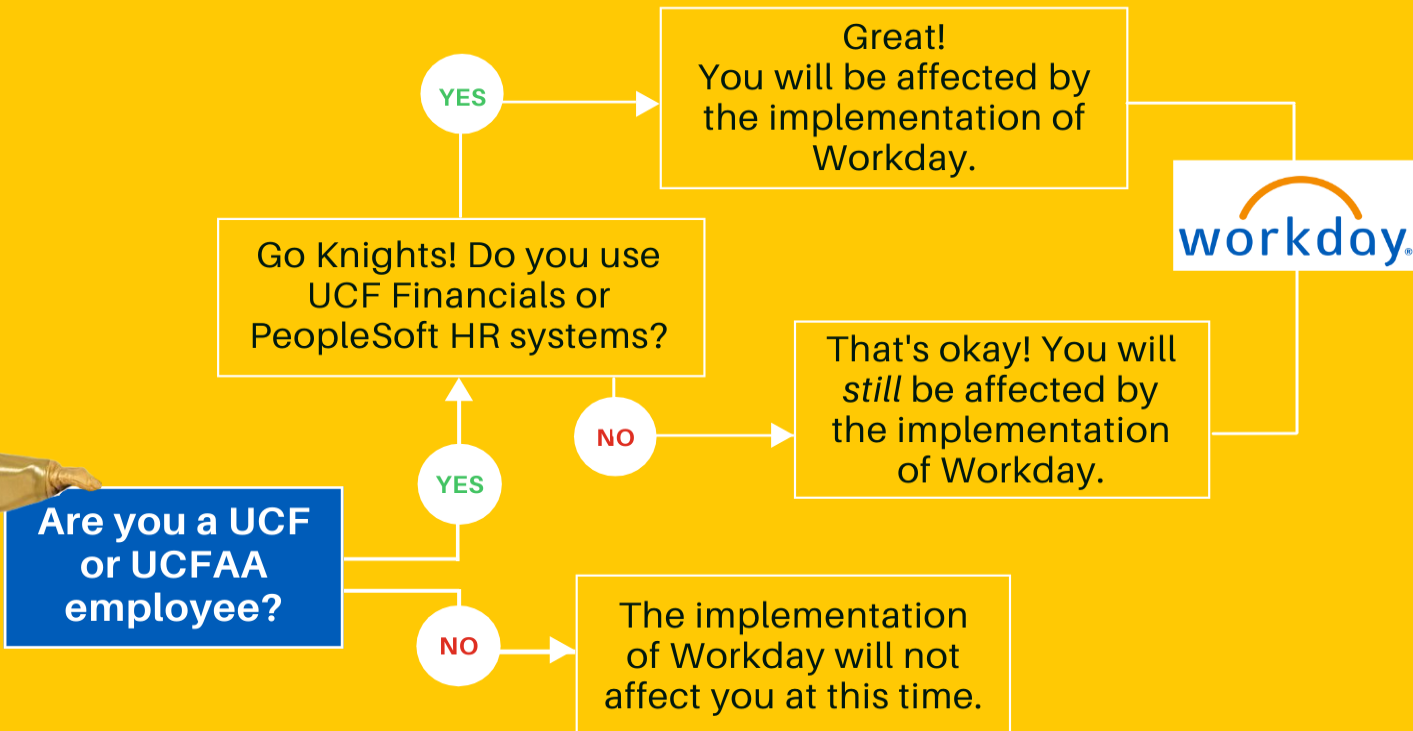 Great!
You will be affected by
the implementation of
Workday.
YES
workday®
Go Knights! Do you use
UCF Financials or
PeopleSoft HR systems?
That's okay! You will
still be affected by
the implementation
of Workday.
NO
YES
Are you a UCF
or UCFAA
employee?
NO
The implementation
of Workday will not
affect you at this time.